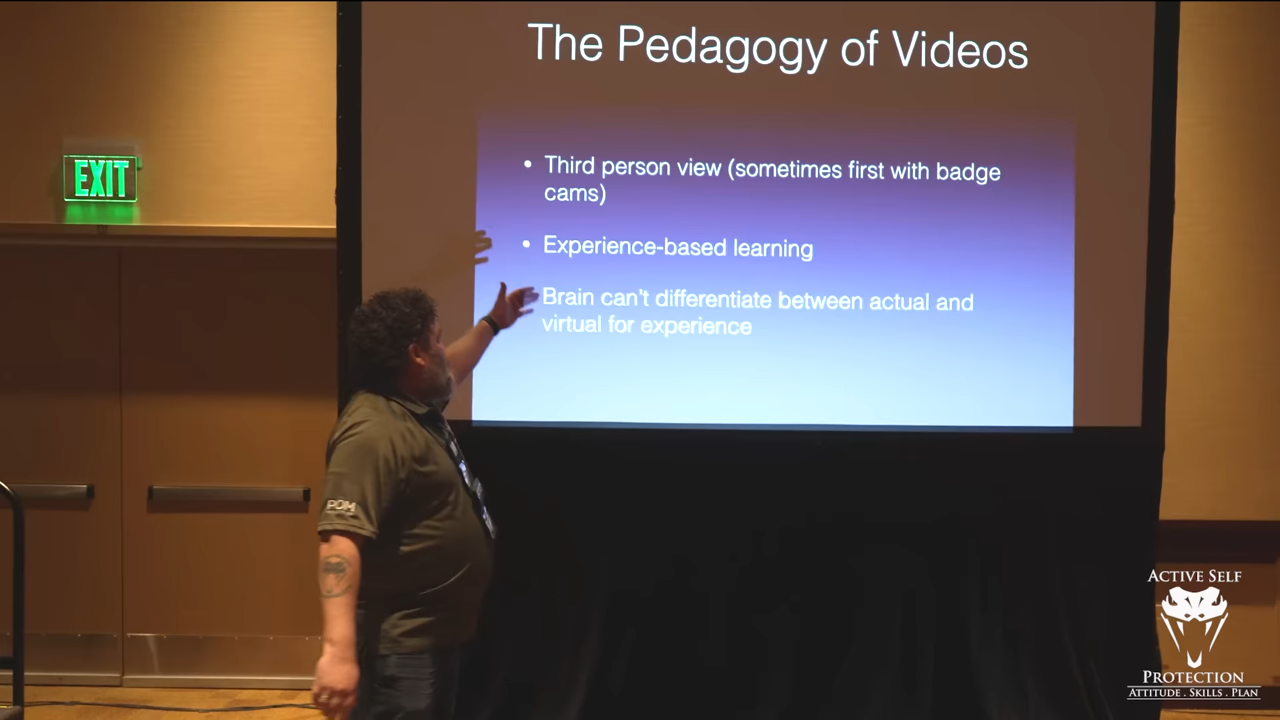 The Pedagogy of Videos
EXIT
• Third person view (sometimes first with badge
cams)
• Experience-based learning
Brain can't differentiate between actual and
virtual for experience
POM
ACTIVE SELF
PROTECTION
ATTITUDE . SKILLS . PLAN